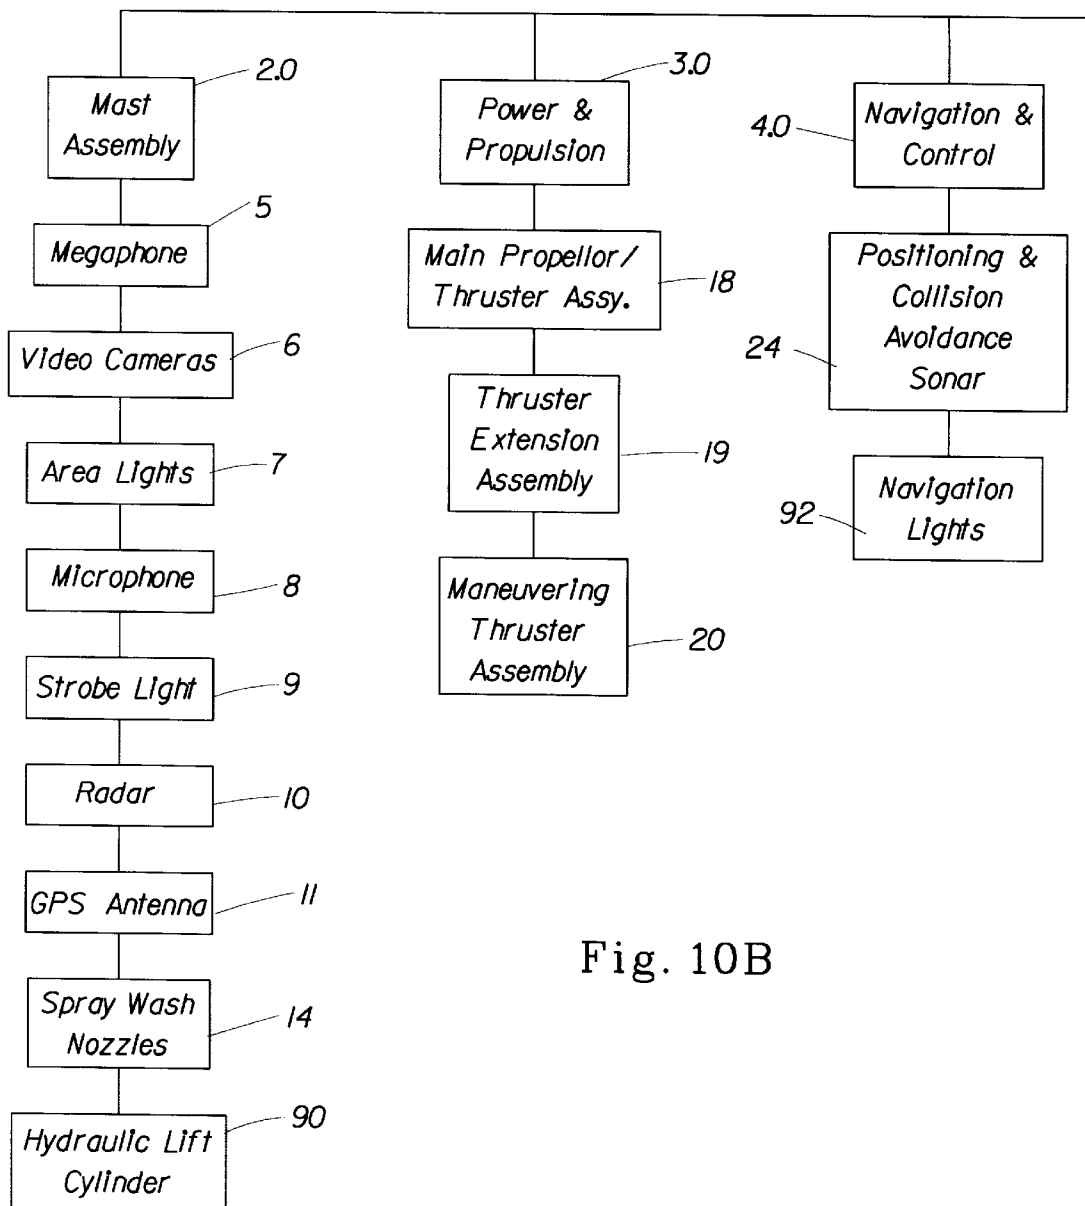 2.0
Mast
Assembly
5
Megaphone
6
Video Cameras
7
Area Lights
Microphone
8
9
Strobe Light
Radar
10
GPS Antenna
11
Spray Wash
Nozzles
14
90
Hydraulic Lift
Cylinder
3.0
Power &
Propulsion
Main Propellor/
Thruster Assy.
18
Thruster
Extension
Assembly
19
Maneuvering
Thruster
Assembly
20
4.0
Navigation &
Control
Positioning &
Collision
Avoidance
Sonar
24
Navigation
Lights
92
Fig. 10B